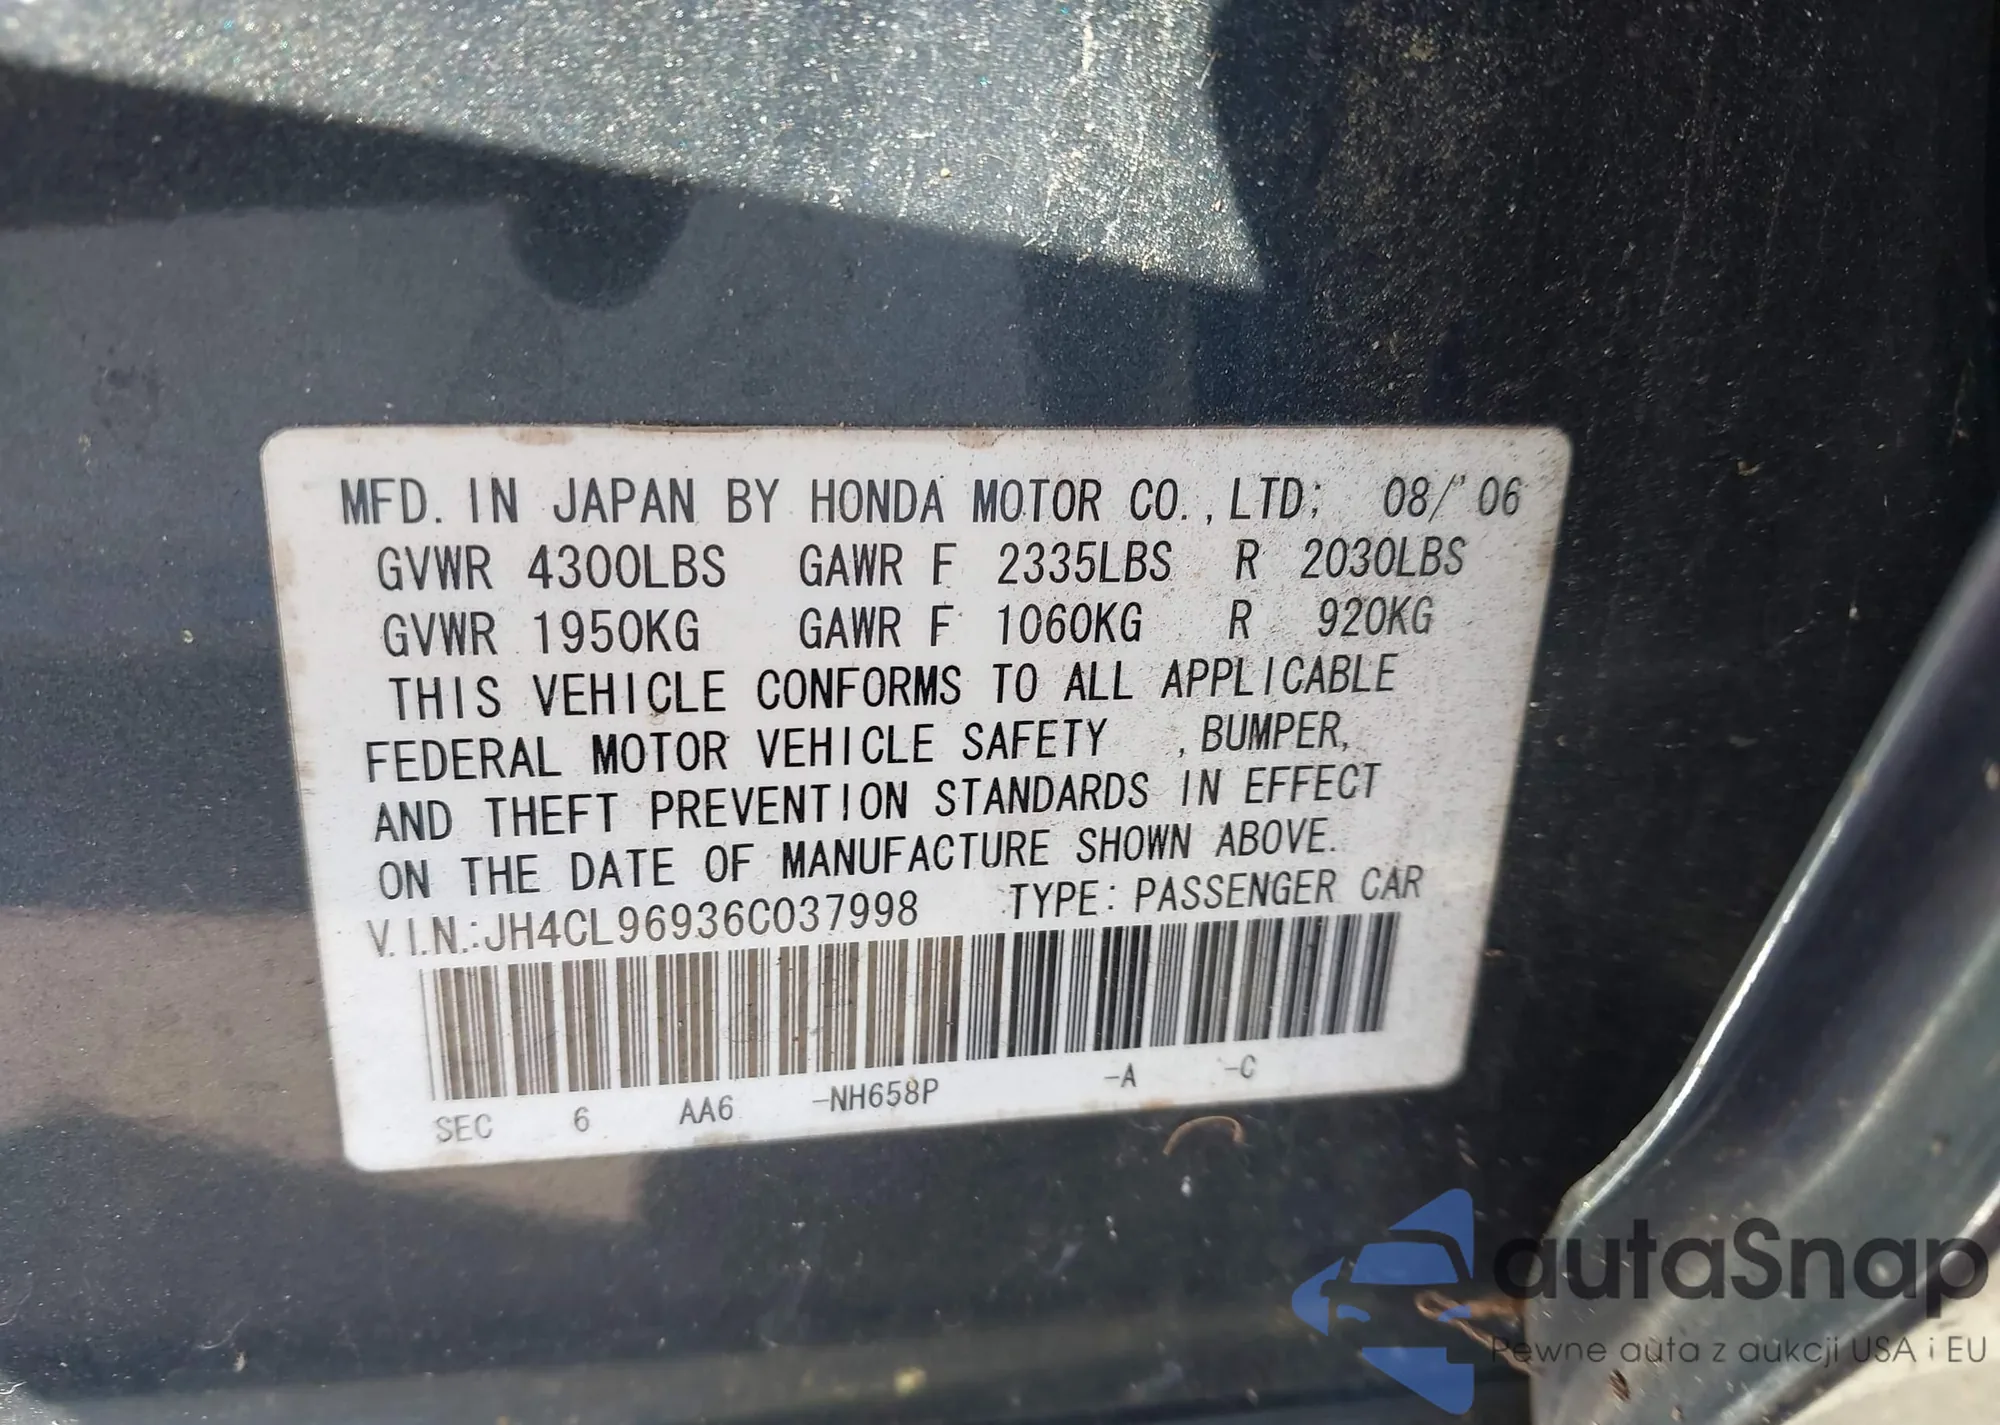 MFD. IN JAPAN BY HONDA MOTOR CO., LTD; 08/'06
GVWR 4300LBS GAWR F 2335LBS R 2030LBS
GVWR 1950KG GAWR F 1060KG R 920KG
THIS VEHICLE CONFORMS TO ALL APPLICABLE
FEDERAL MOTOR VEHICLE SAFETY , BUMPER,
AND THEFT PREVENTION STANDARDS IN EFFECT
ON THE DATE OF MANUFACTURE SHOWN ABOVE.
V.I.N.:JH4CL96936C037998 TYPE: PASSENGER CAR
SEC 6 AA6 -NH658P -A -C
autaSnap
Pewne auta z aukcji USA i EU